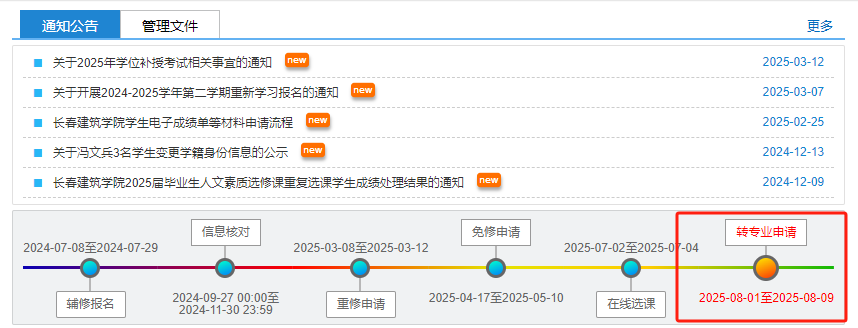 通知公告
管理文件
更多
关于2025年学位补授考试相关事宜的通知 new 2025-03-12
关于开展2024-2025学年第二学期重新学习报名的通知 new 2025-03-07
长春建筑学院学生电子成绩单等材料申请流程 new 2025-02-25
关于冯文兵3名学生变更学籍身份信息的公示 new 2024-12-13
长春建筑学院2025届毕业生人文素质选修课重复选课学生成绩处理结果的通知 new 2024-12-09
2024-07-08至2024-07-29
辅修报名
信息核对
2024-09-27 00:00至
2024-11-30 23:59
2025-03-08至2025-03-12
重修申请
免修申请
2025-04-17至2025-05-10
2025-07-02至2025-07-04
在线选课
转专业申请
2025-08-01至2025-08-09